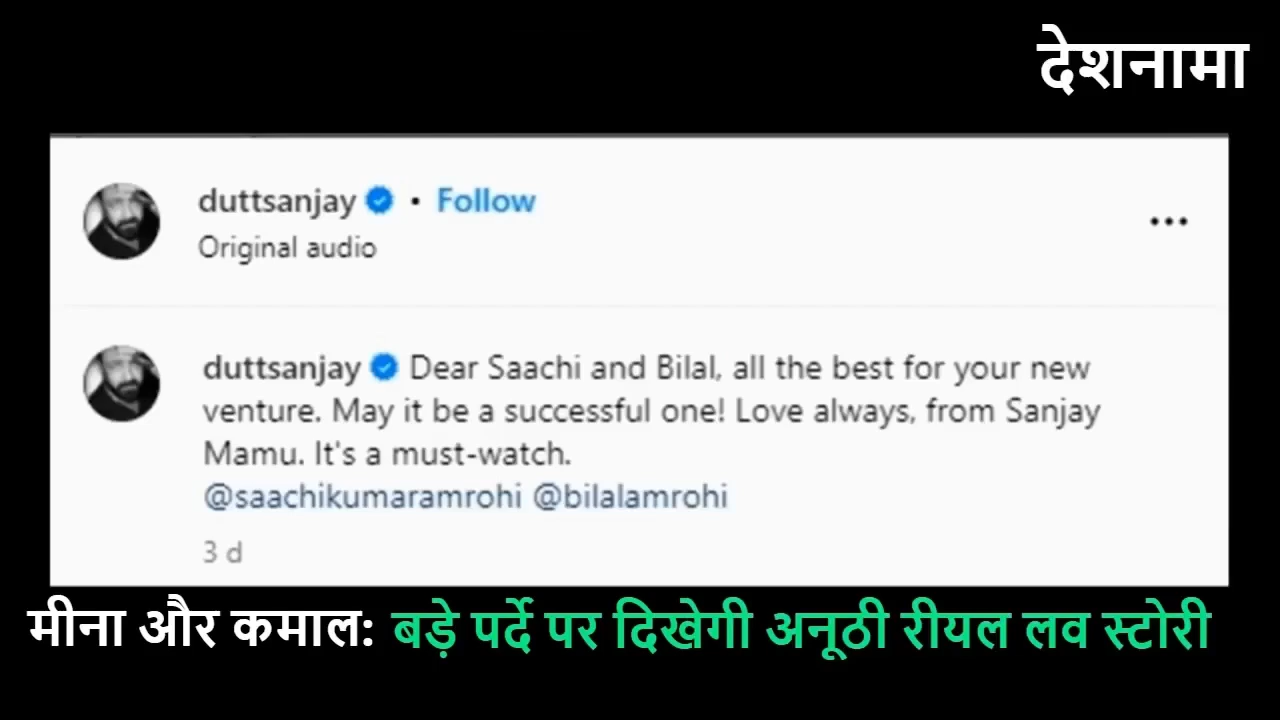 देशनामा
duttsanjay • Follow
Original audio
duttsanjay Dear Saachi and Bilal, all the best for your new
venture. May it be a successful one! Love always, from Sanjay
Mamu. It's a must-watch.
@saachikumaramrohi @bilalamrohi
3 d
मीना और कमाल: बड़े पर्दे पर दिखेगी अनूठी रीयल लव स्टोरी